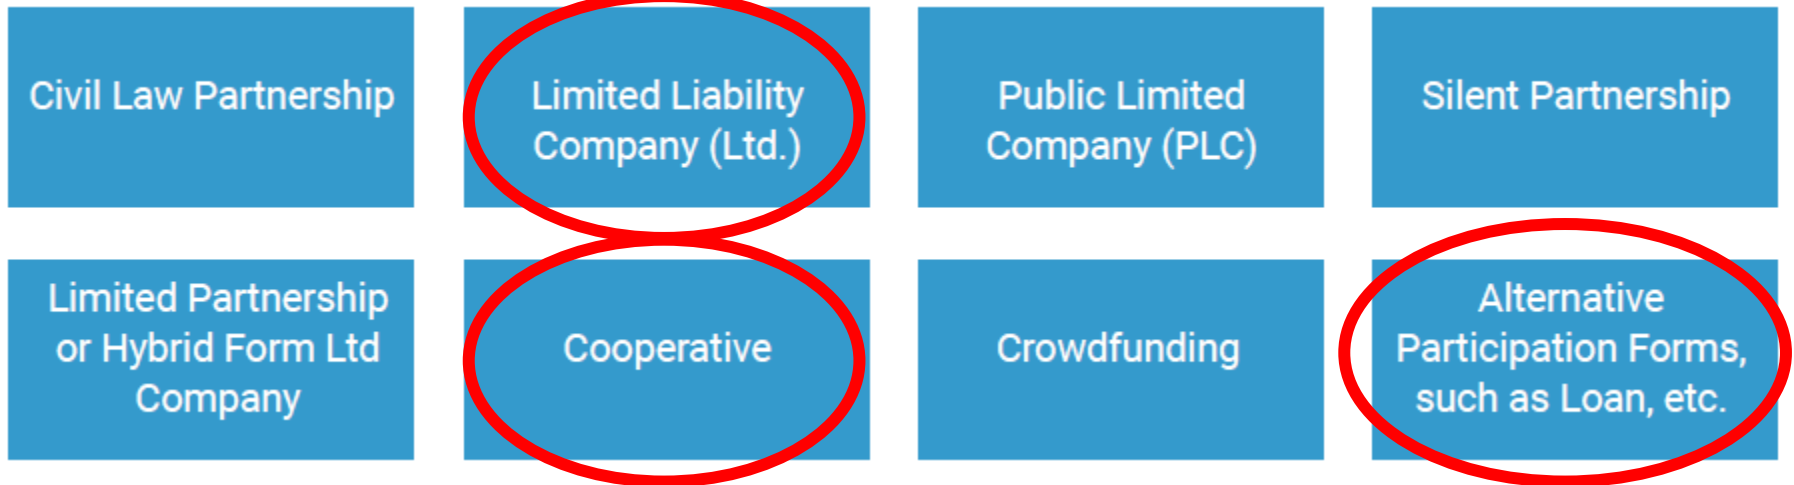 Civil Law Partnership
Limited Liability
Company (Ltd.)
Public Limited
Company (PLC)
Silent Partnership
Limited Partnership
or Hybrid Form Ltd
Company
Cooperative
Crowdfunding
Alternative
Participation Forms,
such as Loan, etc.